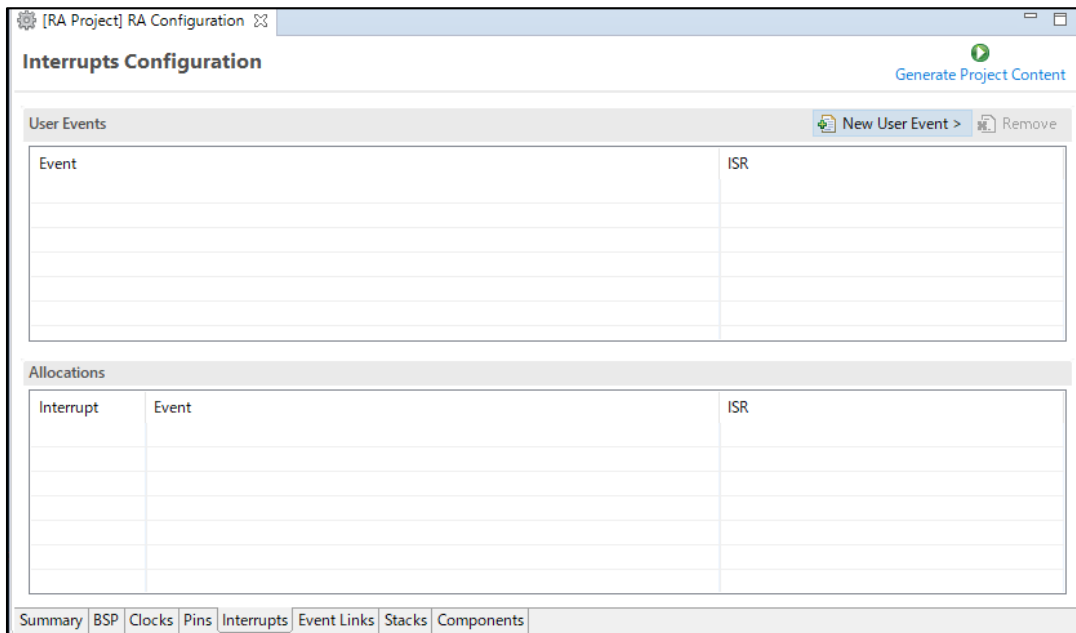 [RA Project] RA Configuration
Interrupts Configuration
Generate Project Content
User Events New User Event > Remove
Event ISR
Allocations
Interrupt Event ISR
Summary BSP Clocks Pins Interrupts Event Links Stacks Components